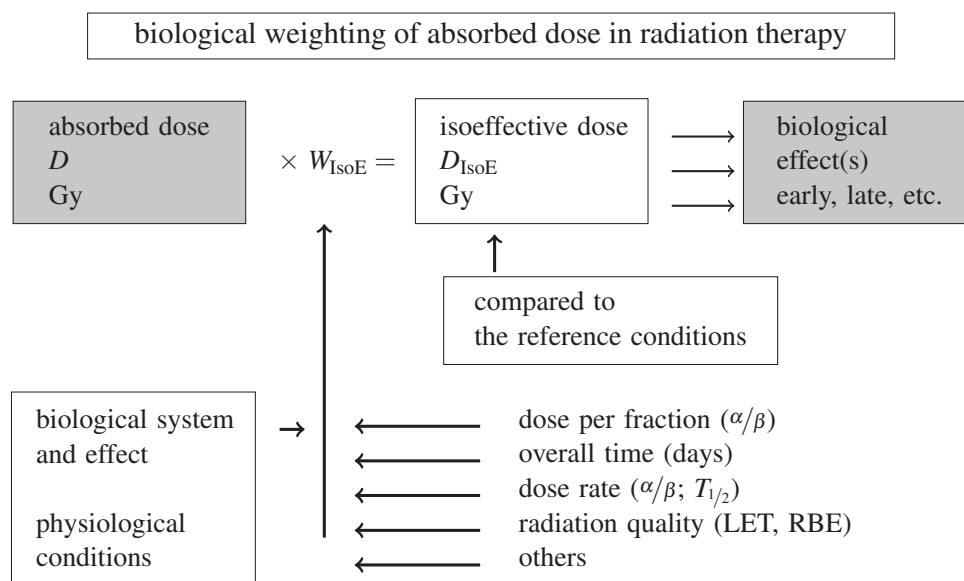 biological weighting of absorbed dose in radiation therapy
absorbed dose
D
Gy
× W_IsoE =
isoeffective dose
D_IsoE
Gy
biological
effect(s)
early, late, etc.
compared to
the reference conditions
biological system
and effect
physiological
conditions
dose per fraction (α/β)
overall time (days)
dose rate (α/β; T_1/2)
radiation quality (LET, RBE)
others